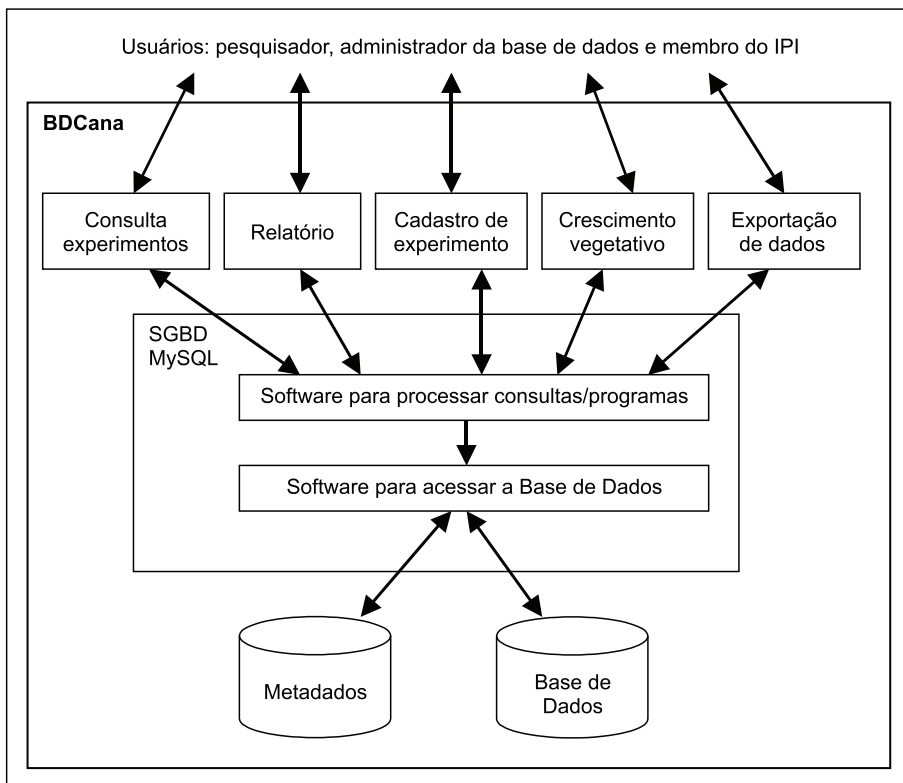 Usuários: pesquisador, administrador da base de dados e membro do IPI
BDCana
Consulta
experimentos
Relatório
Cadastro de
experimento
Crescimento
vegetativo
Exportação
de dados
SGBD
MySQL
Software para processar consultas/programas
Software para acessar a Base de Dados
Metadados
Base de
Dados